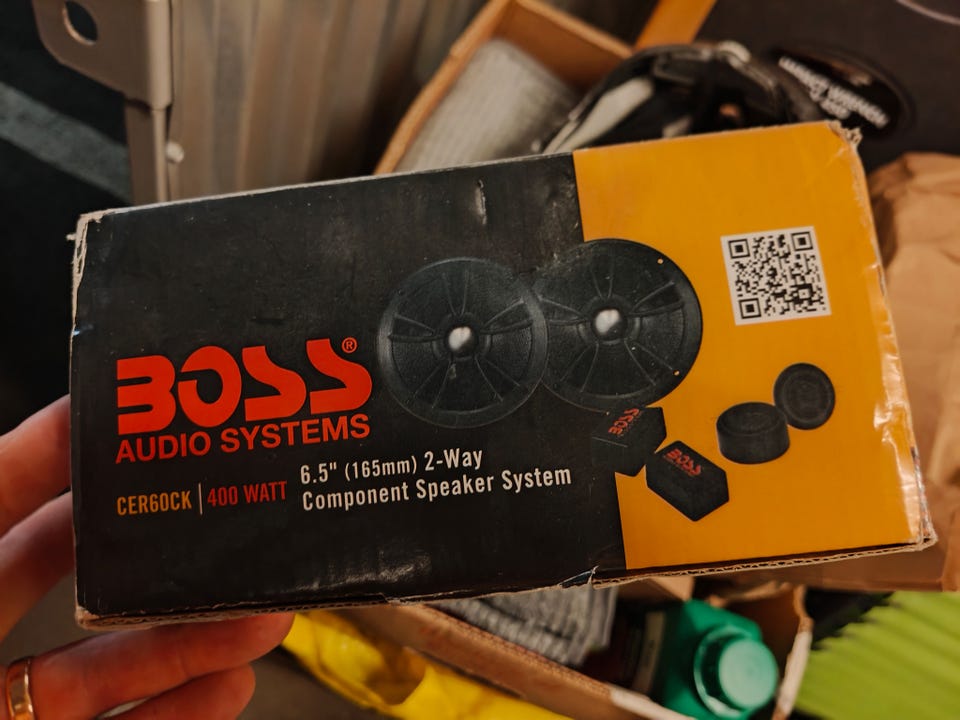 BOSS®
AUDIO SYSTEMS
CER60CK | 400 WATT
6.5" (165mm) 2-Way
Component Speaker System
BOSS
BOSS